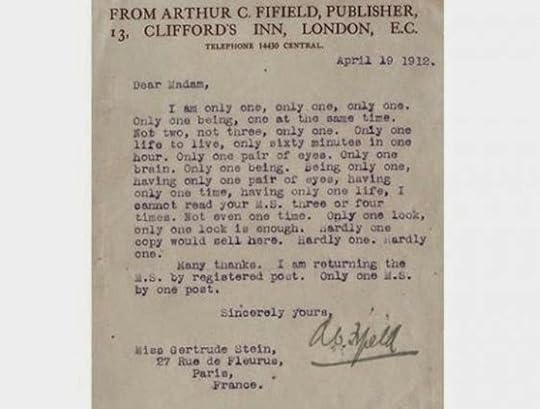 FROM ARTHUR C. FIFIELD, PUBLISHER,
13, CLIFFORD'S INN, LONDON, E.C.
TELEPHONE 14430 CENTRAL.
April 19 1912.
Dear Madam,
I am only one, only one, only one.
Only one being, one at the same time.
Not two, not three, only one. Only one
life to live, only sixty minutes in one
hour. Only one pair of eyes. Only one
brain. Only one being. Being only one,
having only one pair of eyes, having
only one time, having only one life, I
cannot read your M.S. three or four
times. Not even one time. Only one look,
only one look is enough. Hardly one
copy would sell here. Hardly one. Hardly
one.
Many thanks. I am returning the
M.S. by registered post. Only one M.S.
by one post.
Sincerely yours,
A.C. Fifield
Miss Gertrude Stein,
27 Rue de Fleurus,
Paris,
France.